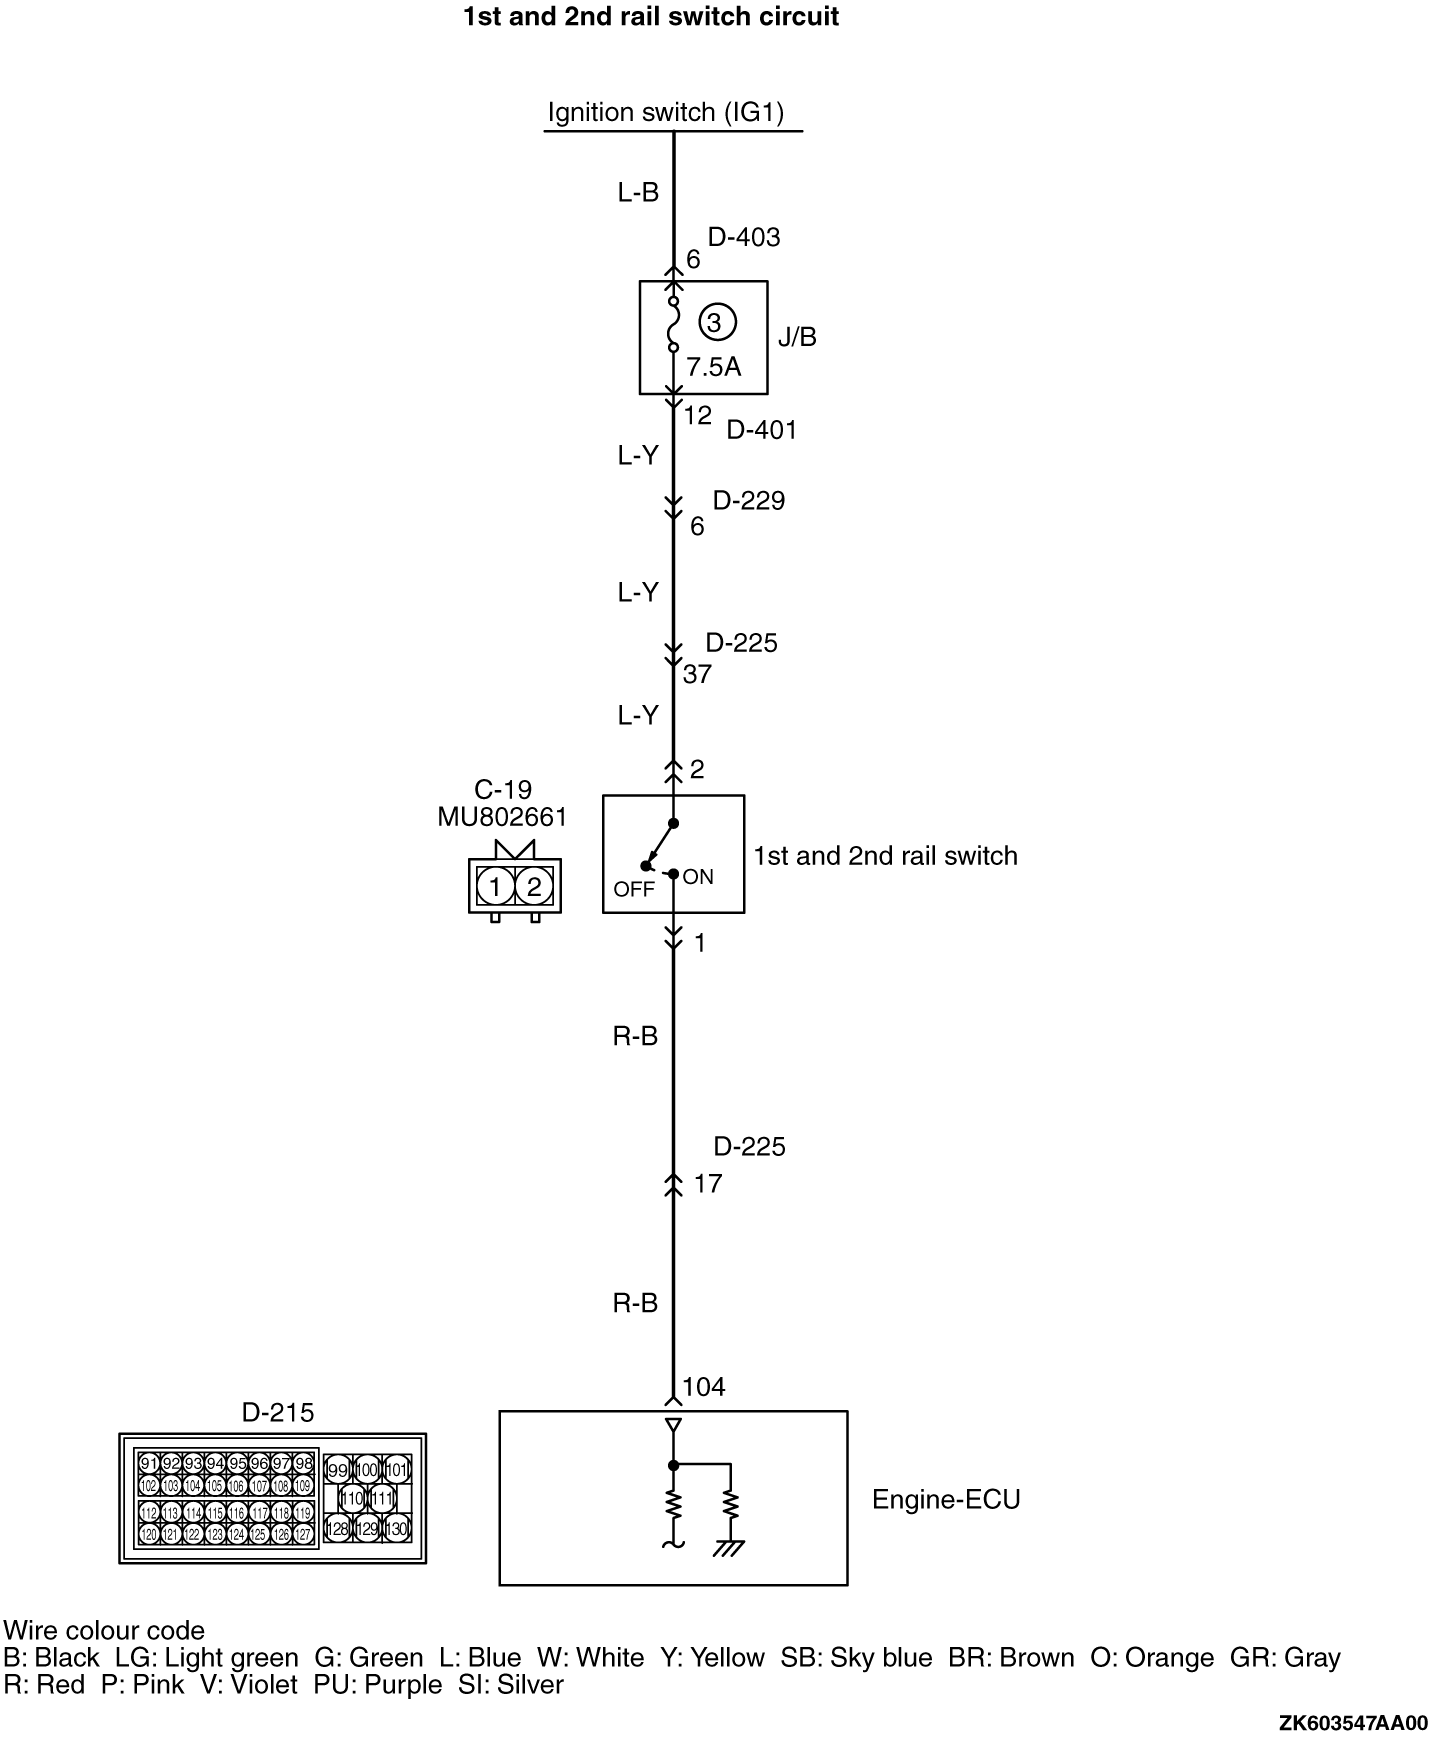 1st and 2nd rail switch circuit
Ignition switch (IG1)
L-B
D-403
6
3
J/B
7.5A
12
D-401
L-Y
D-229
6
L-Y
D-225
37
L-Y
2
C-19
MU802661
1 2
1st and 2nd rail switch
OFF
ON
1
R-B
D-225
17
R-B
104
D-215
91 92 93 94 95 96 97 98
99 100 101
102 103 104 105 106 107 108 109
110 111
112 113 114 115 116 117 118 119
120 121 122 123 124 125 126 127
128 129 130
Engine-ECU
Wire colour code
B: Black LG: Light green G: Green L: Blue W: White Y: Yellow SB: Sky blue BR: Brown O: Orange GR: Gray
R: Red P: Pink V: Violet PU: Purple SI: Silver
ZK603547AA00